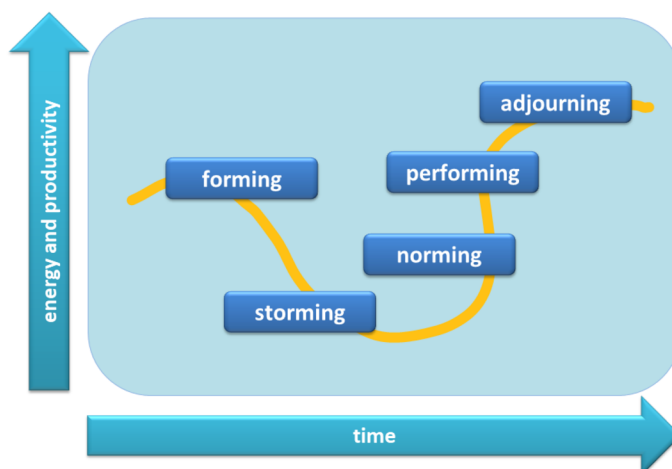 energy and productivity
adjourning
forming
performing
norming
storming
time